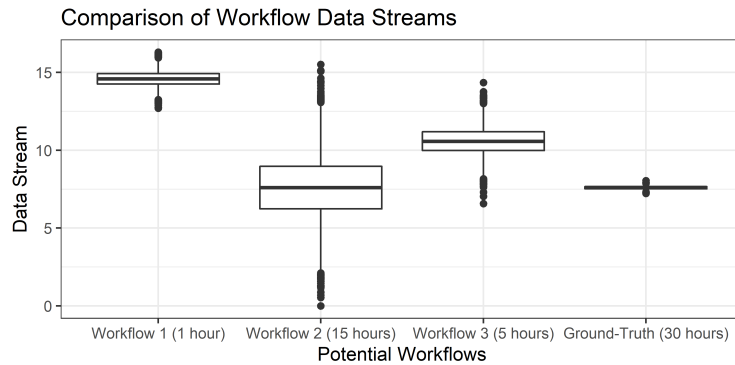 Comparison of Workflow Data Streams
Data Stream
15
10
5
0
Workflow 1 (1 hour)
Workflow 2 (15 hours)
Workflow 3 (5 hours)
Ground-Truth (30 hours)
Potential Workflows